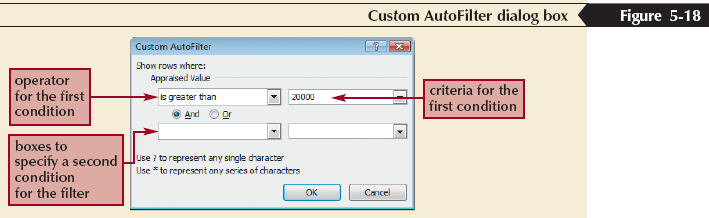 Custom AutoFilter dialog box
Figure 5-18
Custom AutoFilter
Show rows where:
Appraised Value
is greater than
20000
And
Or
Use ? to represent any single character
Use * to represent any series of characters
OK
Cancel
operator
for the first
condition
criteria for the
first condition
boxes to
specify a second
condition
for the filter